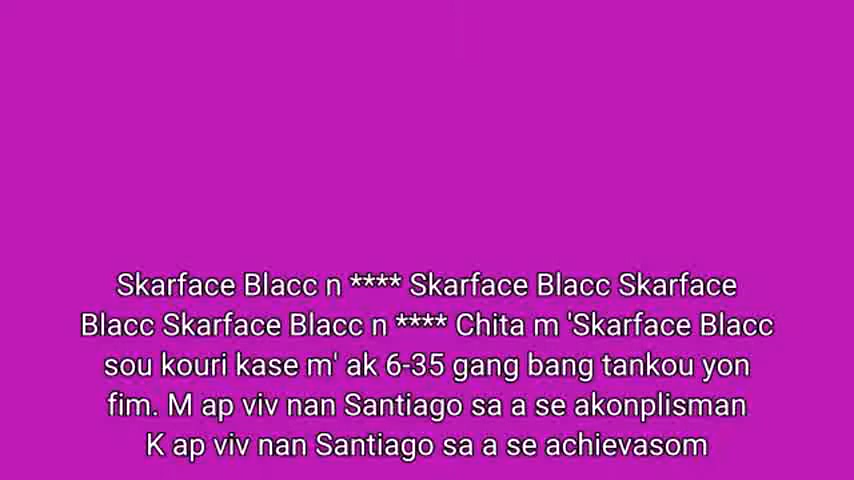 Skarface Blacc n **** Skarface Blacc Skarface
Blacc Skarface Blacc n **** Chita m 'Skarface Blacc
sou kouri kase m' ak 6-35 gang bang tankou yon
fim. M ap viv nan Santiago sa a se akonplisman
K ap viv nan Santiago sa a se achievasom